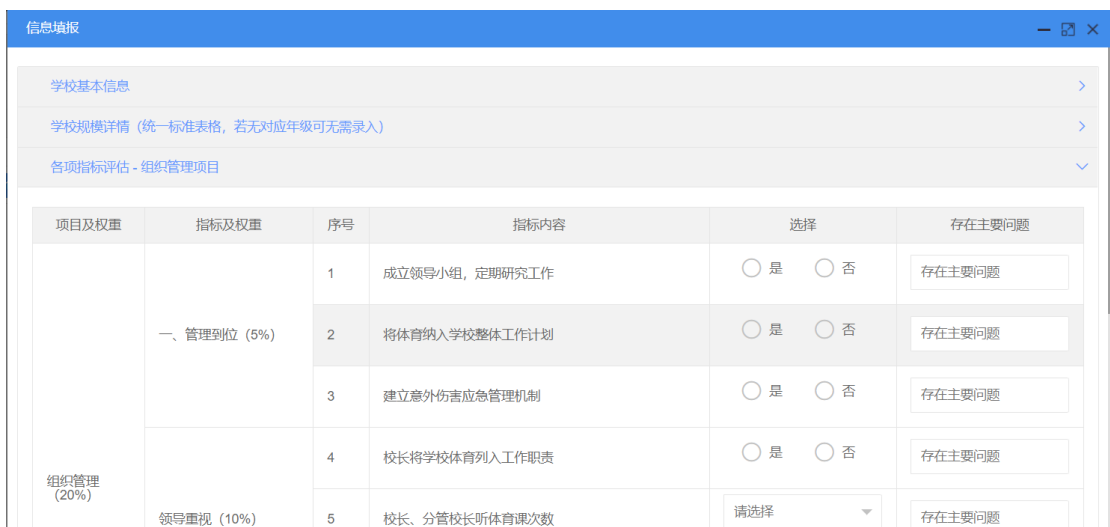 信息填报
学校基本信息
学校规模详情（统一标准表格，若无对应年级可无需录入）
各项指标评估 - 组织管理项目
项目及权重 指标及权重 序号 指标内容 选择 存在主要问题
1 成立领导小组，定期研究工作 是 否 存在主要问题
一、管理到位（5%） 2 将体育纳入学校整体工作计划 是 否 存在主要问题
3 建立意外伤害应急管理机制 是 否 存在主要问题
4 校长将学校体育列入工作职责 是 否 存在主要问题
组织管理
（20%）
领导重视（10%） 5 校长、分管校长听体育课次数 请选择 存在主要问题